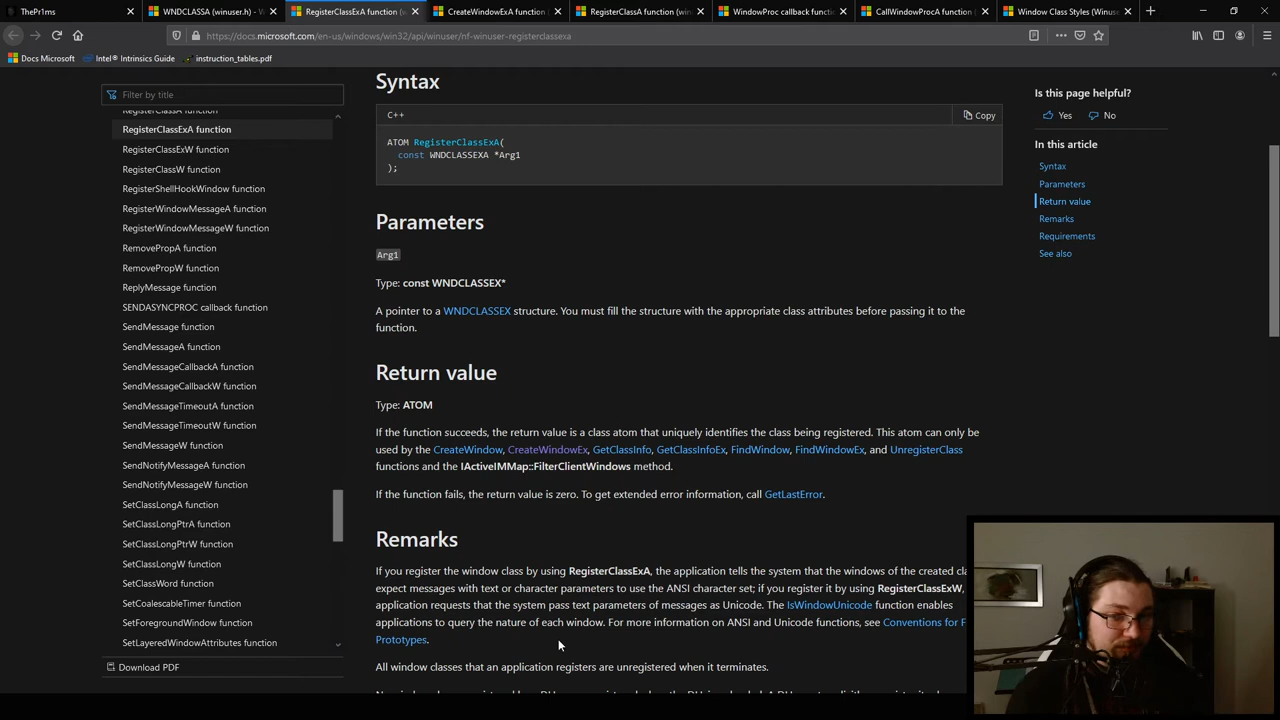 ThePr1ms
WNDCLASSA (winuser.h) - W
RegisterClassExA function (w
CreateWindowExA function (
RegisterClassA function (win
WindowProc callback functio
CallWindowProcA function (
Window Class Styles (Winuse
https://docs.microsoft.com/en-us/windows/win32/api/winuser/nf-winuser-registerclassexa
Docs Microsoft
Intel® Intrinsics Guide
instruction_tables.pdf
Filter by title
RegisterClassA function
RegisterClassExA function
RegisterClassExW function
RegisterClassW function
RegisterShellHookWindow function
RegisterWindowMessageA function
RegisterWindowMessageW function
RemovePropA function
RemovePropW function
ReplyMessage function
SENDASYNCPROC callback function
SendMessage function
SendMessageA function
SendMessageCallbackA function
SendMessageCallbackW function
SendMessageTimeoutA function
SendMessageTimeoutW function
SendMessageW function
SendNotifyMessageA function
SendNotifyMessageW function
SetClassLongA function
SetClassLongPtrA function
SetClassLongPtrW function
SetClassLongW function
SetClassWord function
SetCoalescableTimer function
SetForegroundWindow function
SetLayeredWindowAttributes function
Download PDF
Syntax
C++
Copy
ATOM RegisterClassExA(
const WNDCLASSEXA *Arg1
);
Parameters
Arg1
Type: const WNDCLASSEX*
A pointer to a WNDCLASSEX structure. You must fill the structure with the appropriate class attributes before passing it to the
function.
Return value
Type: ATOM
If the function succeeds, the return value is a class atom that uniquely identifies the class being registered. This atom can only be
used by the CreateWindow, CreateWindowEx, GetClassInfo, GetClassInfoEx, FindWindow, FindWindowEx, and UnregisterClass
functions and the IActiveIMMap::FilterClientWindows method.
If the function fails, the return value is zero. To get extended error information, call GetLastError.
Remarks
If you register the window class by using RegisterClassExA, the application tells the system that the windows of the created cla
expect messages with text or character parameters to use the ANSI character set; if you register it by using RegisterClassExW,
application requests that the system pass text parameters of messages as Unicode. The IsWindowUnicode function enables
applications to query the nature of each window. For more information on ANSI and Unicode functions, see Conventions for F
Prototypes.
All window classes that an application registers are unregistered when it terminates.
Is this page helpful?
Yes
No
In this article
Syntax
Parameters
Return value
Remarks
Requirements
See also